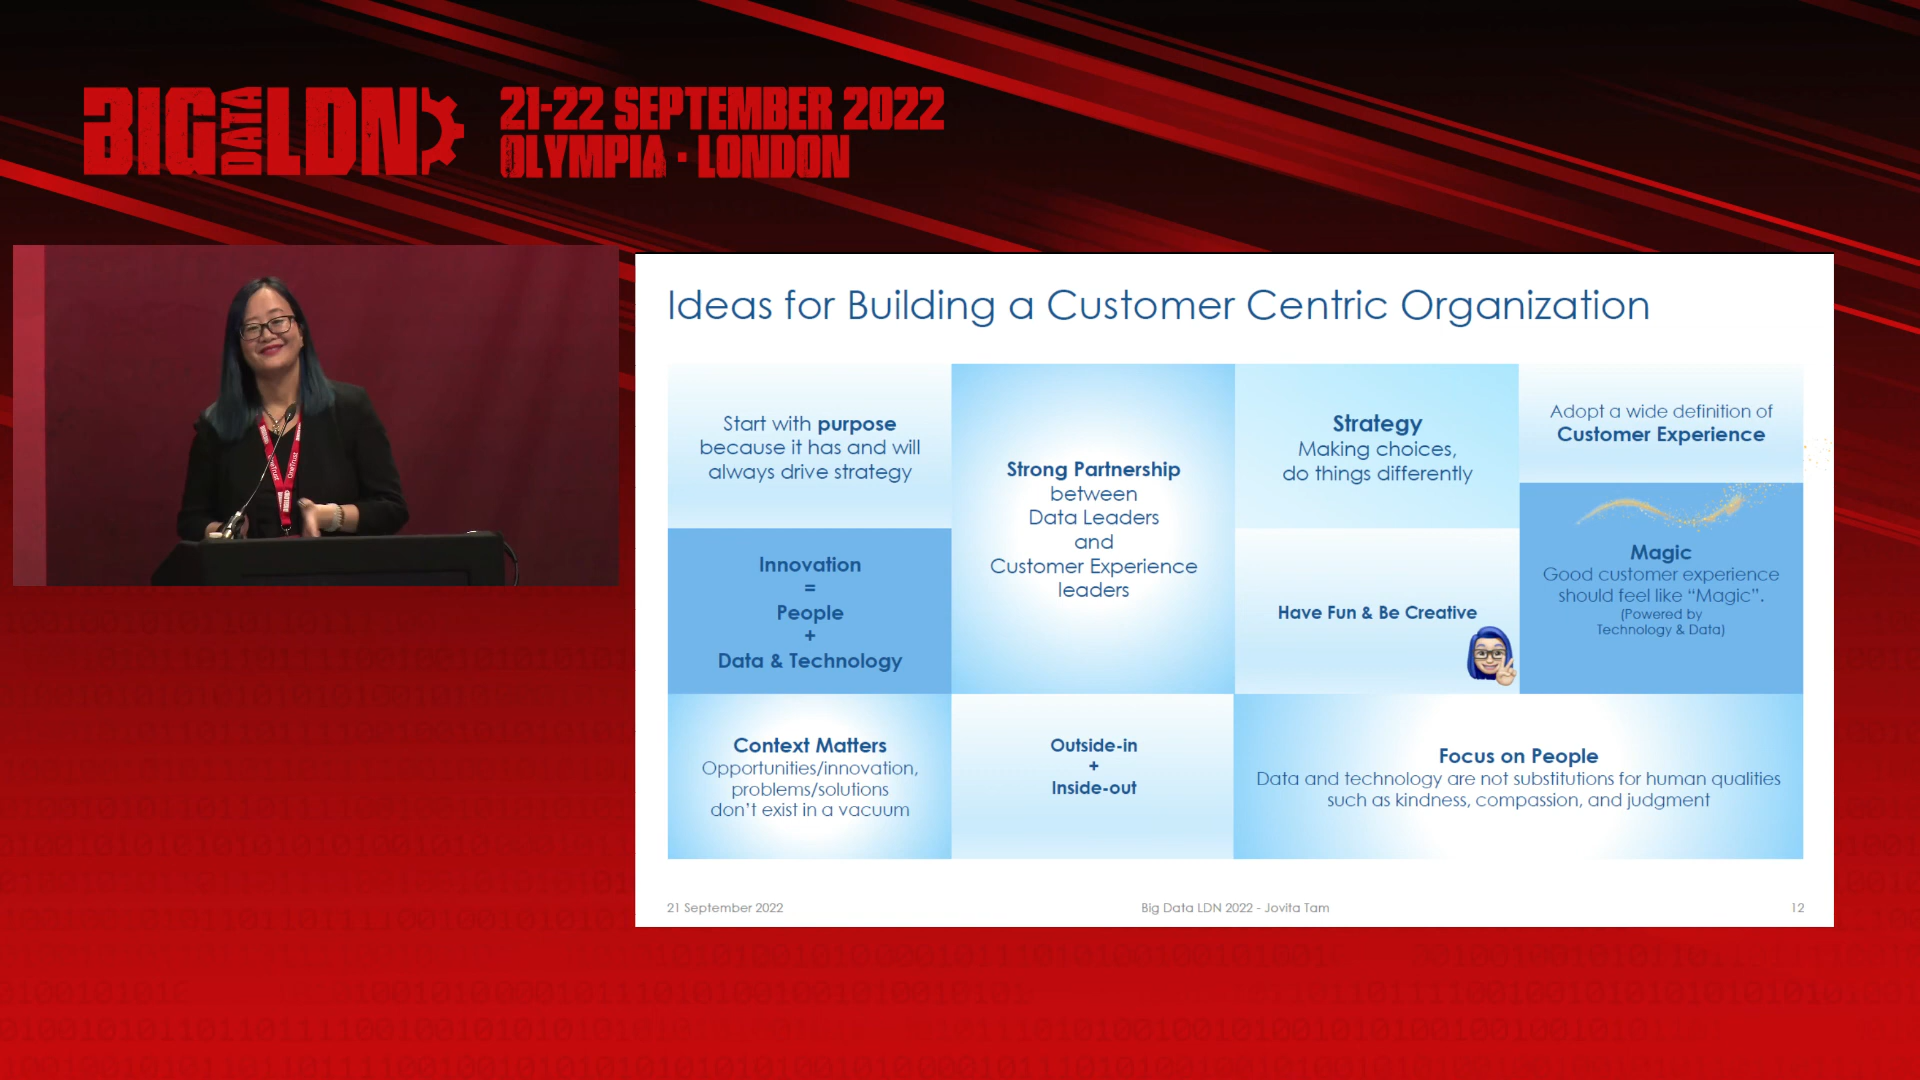 BIG DATA LDN
21-22 SEPTEMBER 2022
OLYMPIA · LONDON
Ideas for Building a Customer Centric Organization
Start with purpose
because it has and will
always drive strategy
Innovation
=
People
+
Data & Technology
Context Matters
Opportunities/innovation,
problems/solutions
don't exist in a vacuum
Strong Partnership
between
Data Leaders
and
Customer Experience
leaders
Outside-in
+
Inside-out
Strategy
Making choices,
do things differently
Have Fun & Be Creative
Adopt a wide definition of
Customer Experience
Magic
Good customer experience
should feel like “Magic”.
(Powered by
Technology & Data)
Focus on People
Data and technology are not substitutions for human qualities
such as kindness, compassion, and judgment
21 September 2022
Big Data LDN 2022 - Jovita Tam
12